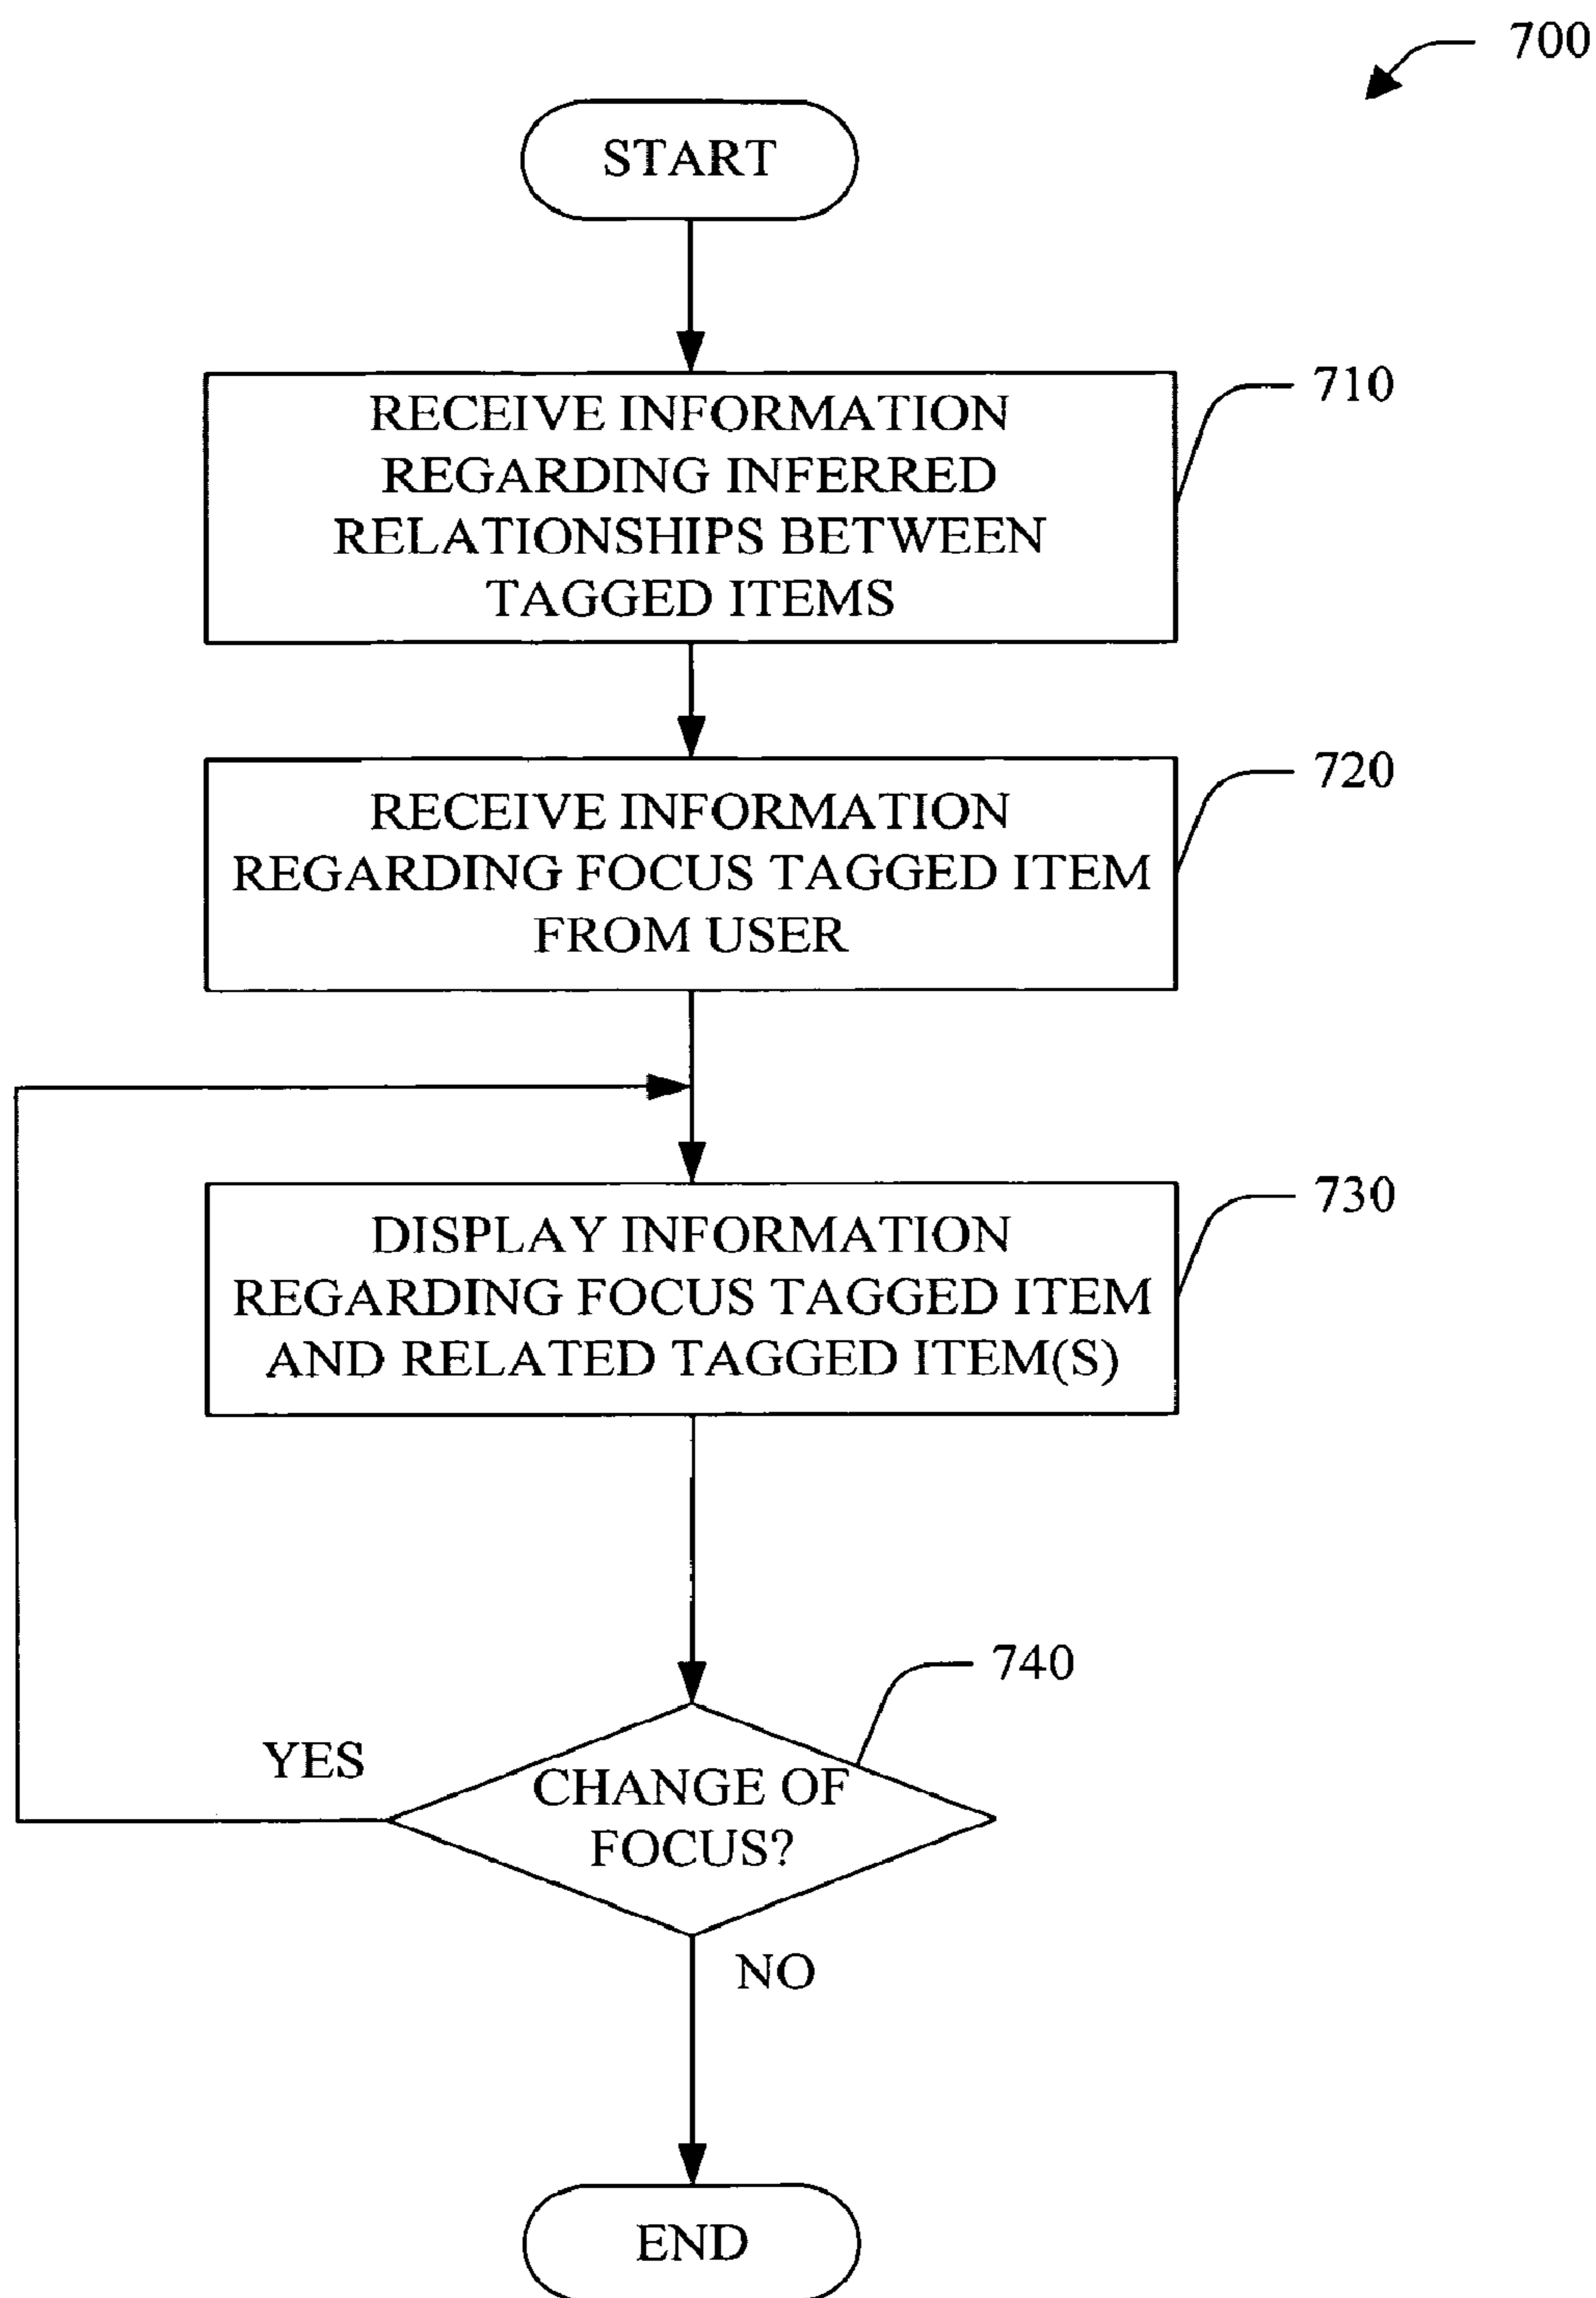 700
START
710
RECEIVE INFORMATION
REGARDING INFERRED
RELATIONSHIPS BETWEEN
TAGGED ITEMS
720
RECEIVE INFORMATION
REGARDING FOCUS TAGGED ITEM
FROM USER
730
DISPLAY INFORMATION
REGARDING FOCUS TAGGED ITEM
AND RELATED TAGGED ITEM(S)
740
YES
CHANGE OF
FOCUS?
NO
END